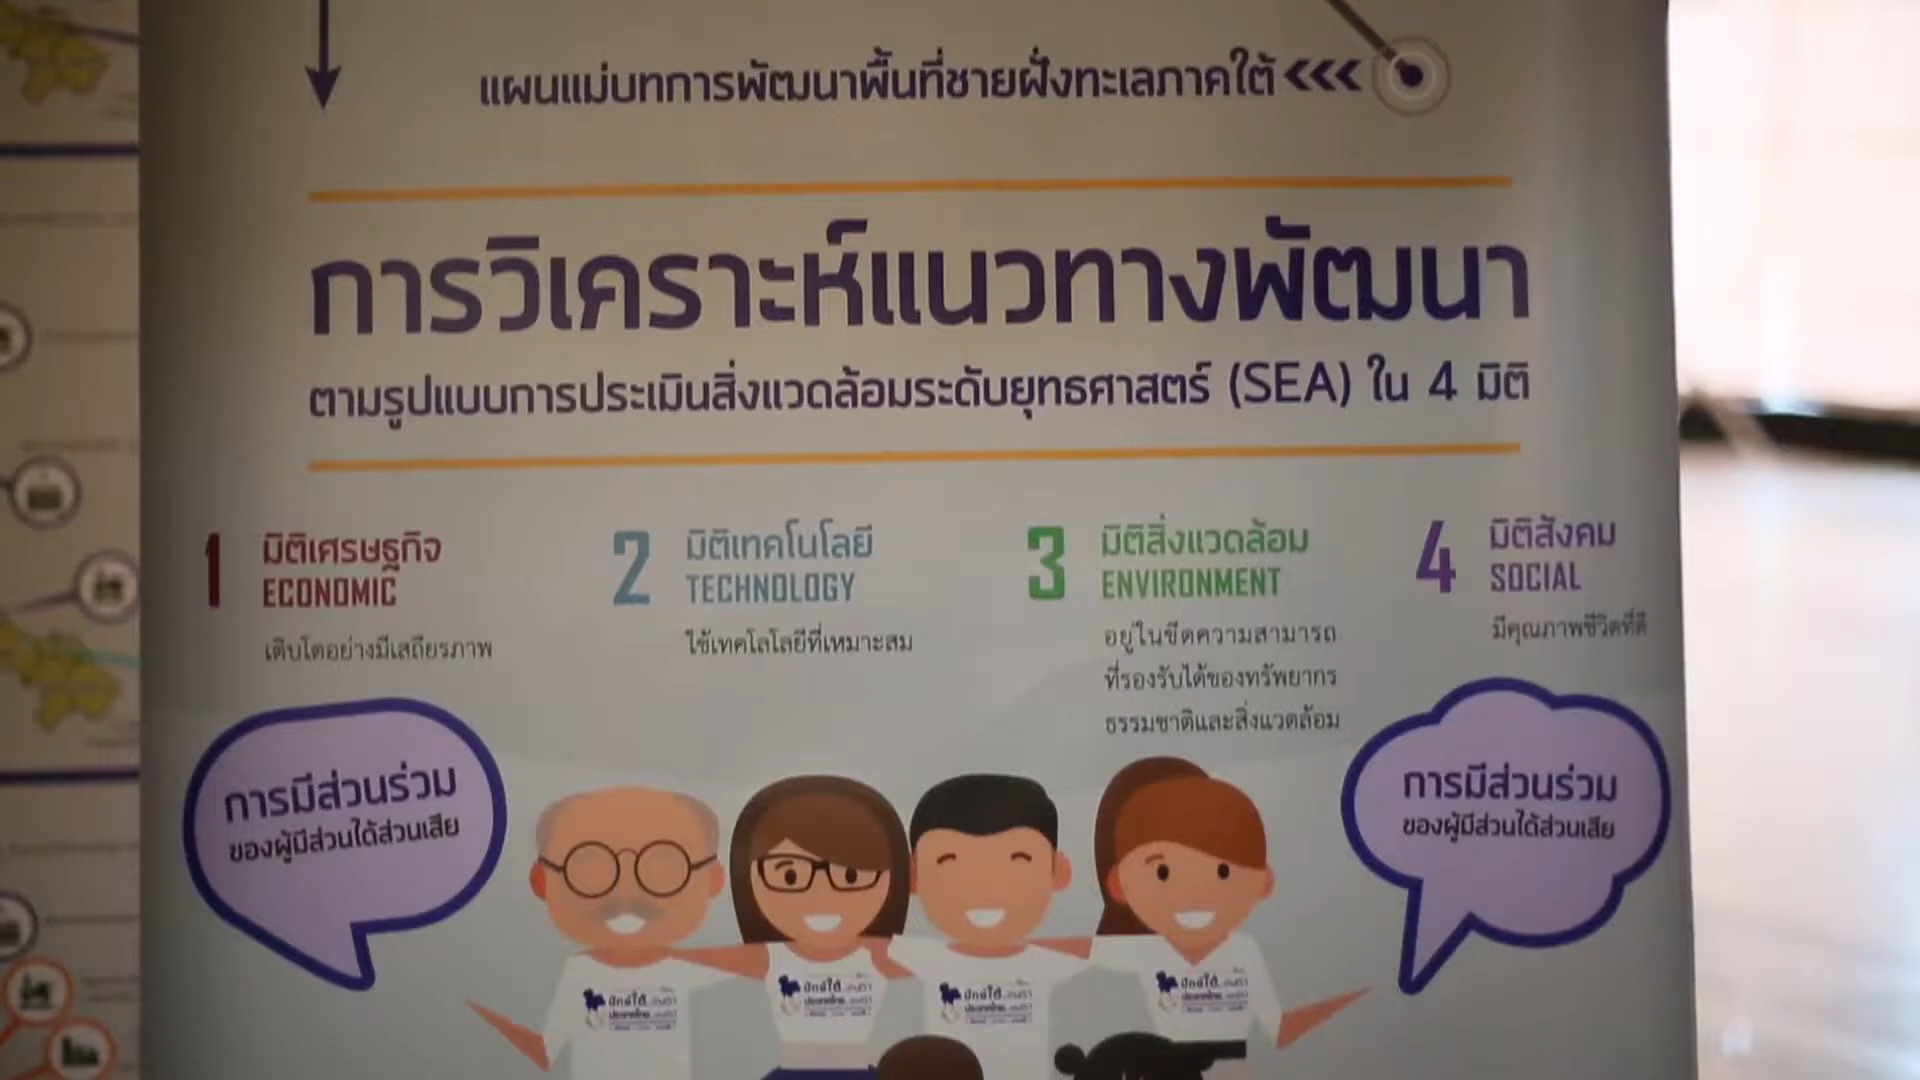 แผนแม่บทการพัฒนาพื้นที่ชายฝั่งทะเลภาคใต้
การวิเคราะห์แนวทางพัฒนา
ตามรูปแบบการประเมินสิ่งแวดล้อมระดับยุทธศาสตร์ (SEA) ใน 4 มิติ
1 มิติเศรษฐกิจ
ECONOMIC
เติบโตอย่างมีเสถียรภาพ
2 มิติเทคโนโลยี
TECHNOLOGY
ใช้เทคโลโลยีที่เหมาะสม
3 มิติสิ่งแวดล้อม
ENVIRONMENT
อยู่ในขีดความสามารถ
ที่รองรับได้ของทรัพยากร
ธรรมชาติและสิ่งแวดล้อม
4 มิติสังคม
SOCIAL
มีคุณภาพชีวิตที่ดี
การมีส่วนร่วม
ของผู้มีส่วนได้ส่วนเสีย
การมีส่วนร่วม
ของผู้มีส่วนได้ส่วนเสีย